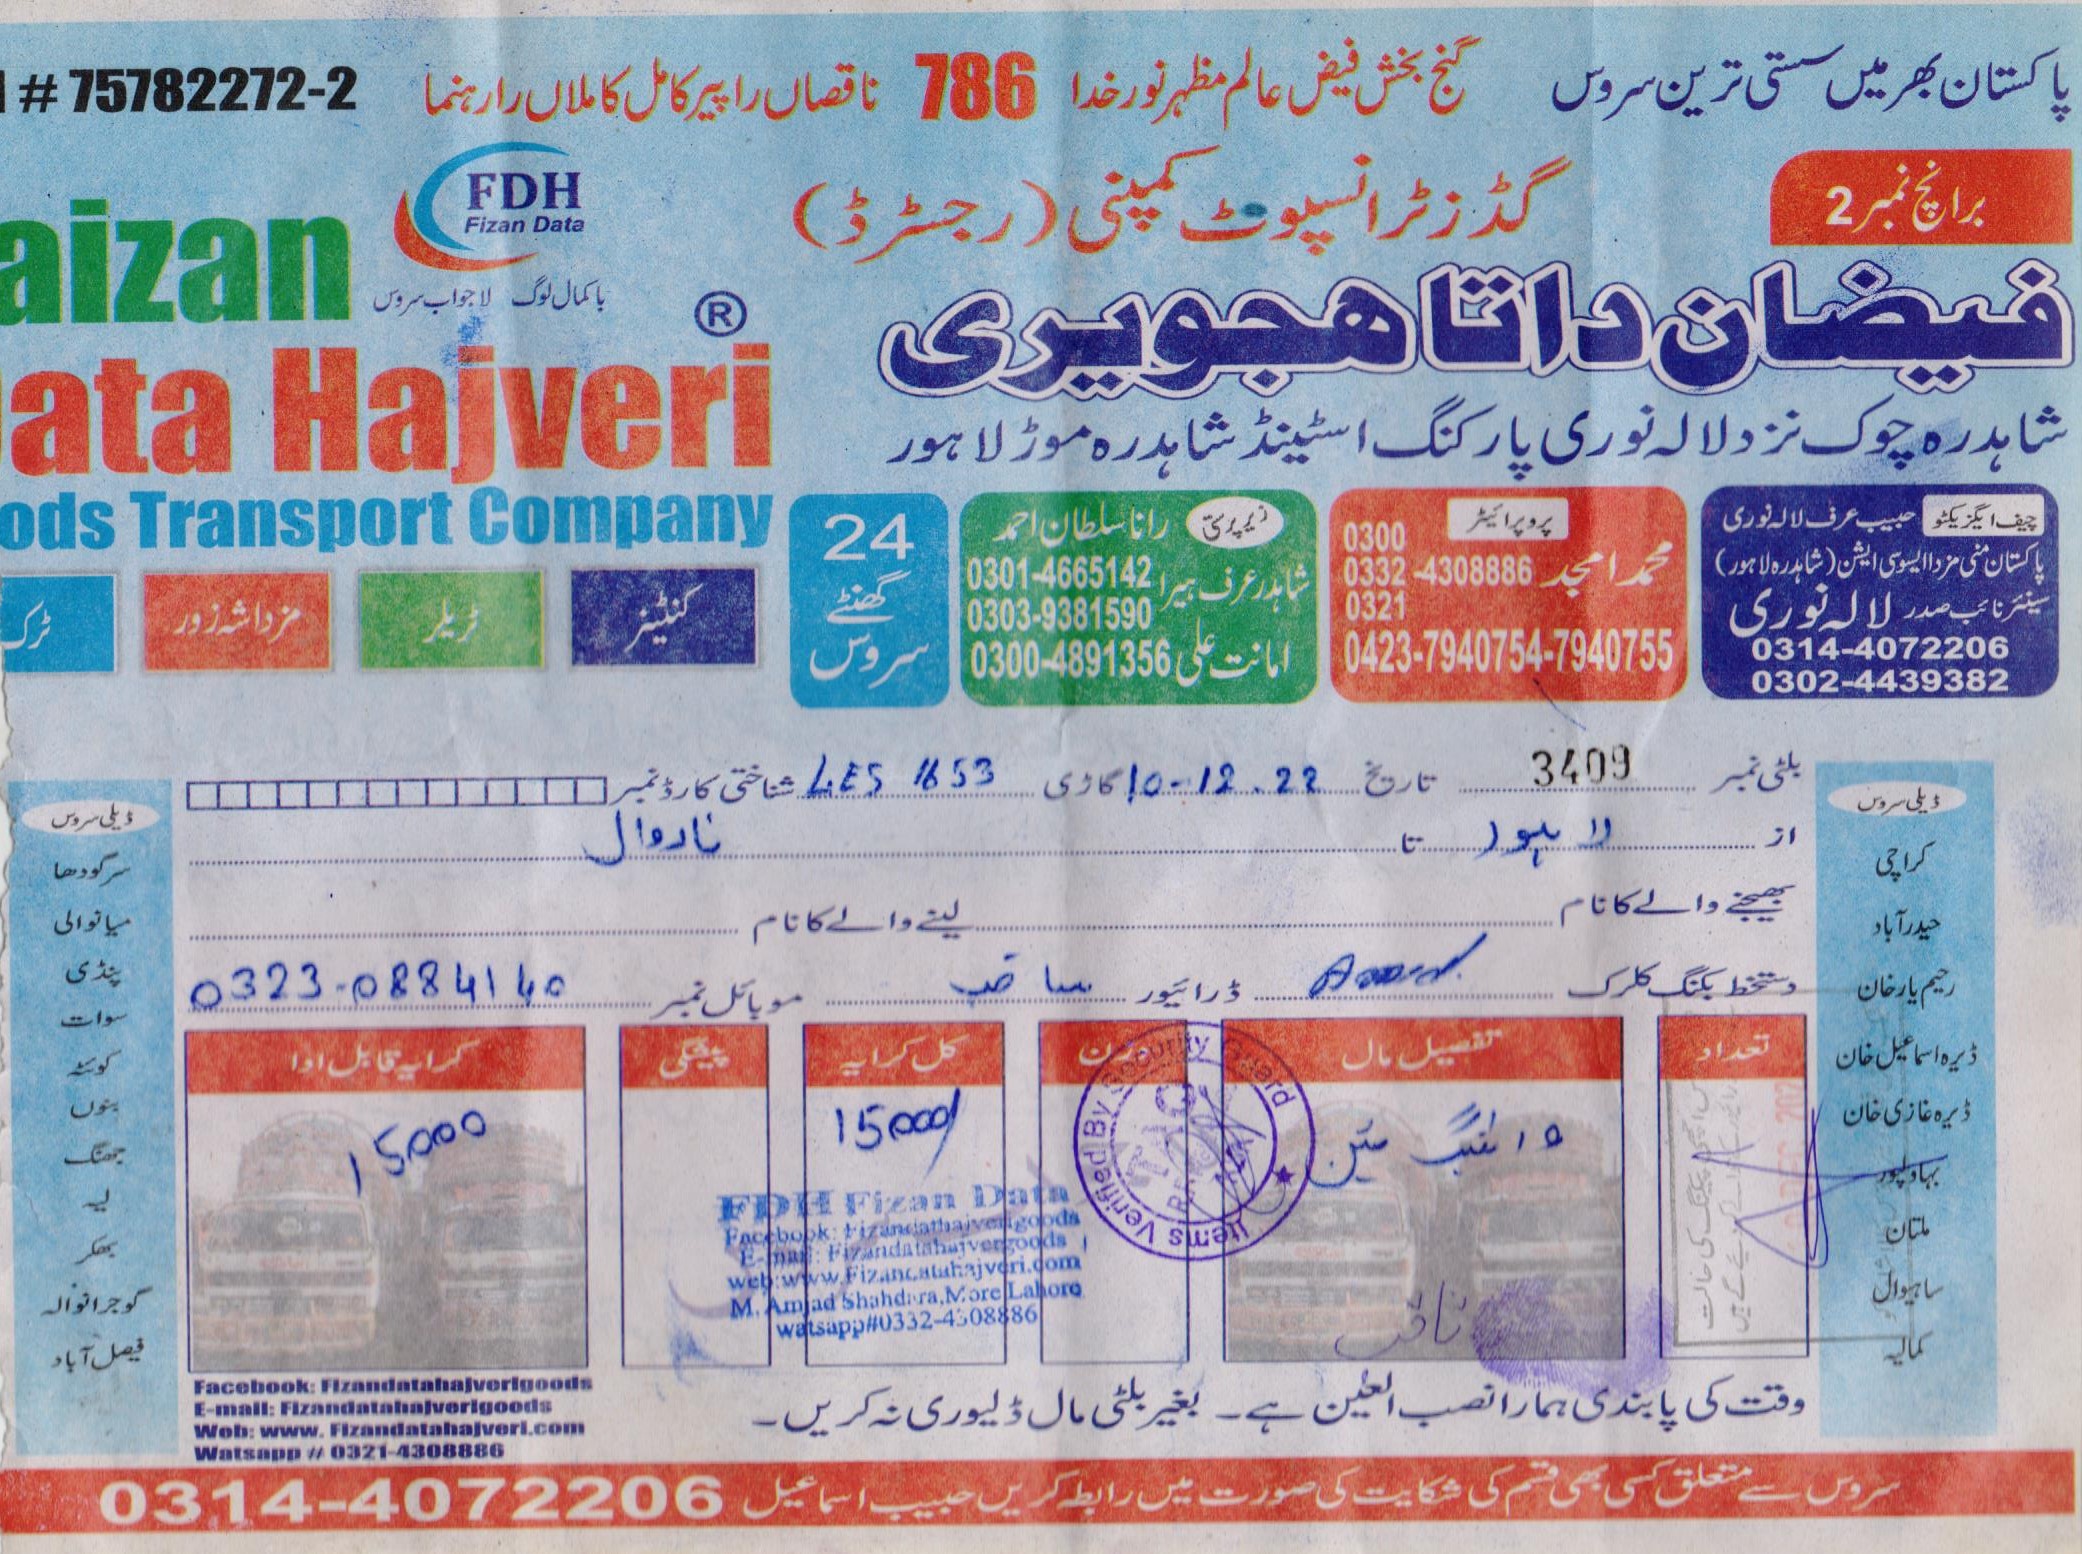 پاکستان بھر میں سستی ترین سروس
گنج بخش فیض عالم مظہر نور خدا 786 ناقصاں را پیر کامل کاملاں را رہنما
# 75782272-2
برانچ نمبر 2
گڈز ٹرانسپوٹ کمپنی (رجسٹرڈ)
FDH
Fizan Data
باکمال لوگ لاجواب سروس
فیضان داتا ھجویری
aizan
ata Hajveri ®
ods Transport Company
شاہدرہ چوک نزد لالہ نوری پارکنگ اسٹینڈ شاہدرہ موڑ لاہور
چیف ایگزیکٹو حبیب عرف لالہ نوری
پاکستان منی مزدا ایسوسی ایشن (شاہدرہ لاہور)
سینئر نائب صدر لالہ نوری
0314-4072206
0302-4439382
پروپرائیٹر
محمد امجد
0300
0332 -4308886
0321
0423-7940754-7940755
زیر پرستی رانا سلطان احمد
0301-4665142
شاہدر عرف ہیرا
0303-9381590
امانت علی 0300-4891356
24
گھنٹے
سروس
کنٹینر
ٹریلر
مزدا شہ زور
ٹرک
بلٹی نمبر 3409 تاریخ 10-12.22 گاڑی LES 1653 شناختی کارڈ نمبر
از لاہور تا نارووال
بھیجنے والے کا نام لینے والے کا نام
دستخط بکنگ کلرک ڈرائیور ثاقب موبائل نمبر 0323-0884140
تعداد
تفصیل مال
وزن
کل کرایہ
پیشگی
کرایہ قابل ادا
15000/
15000
Items Verified By Security Guard
FDH Fizan Data
Facebook: Fizandatahajverigoods
E-mail: Fizandatahajverigoods
web:www.Fizandatahajveri.com
M. Amjad Shahdara, More Lahore
watsapp#0332-4308886
ڈیلی سروس
کراچی
حیدرآباد
رحیم یار خان
ڈیرہ اسماعیل خان
ڈیرہ غازی خان
بہاولپور
ملتان
ساہیوال
کمالیہ
ڈیلی سروس
سرگودھا
میانوالی
پنڈی
سوات
کوئٹہ
بنوں
جھنگ
لیہ
بھکر
گوجرانوالہ
فیصل آباد
Facebook: Fizandatahajverigoods
E-mail: Fizandatahajverigoods
Web: www. Fizandatahajveri.com
Watsapp # 0321-4308886
وقت کی پابندی ہمارا نصب العین ہے۔ بغیر بلٹی مال ڈلیوری نہ کریں۔
سروس سے متعلق کسی بھی قسم کی شکایت کی صورت میں رابطہ کریں حبیب اسماعیل 0314-4072206